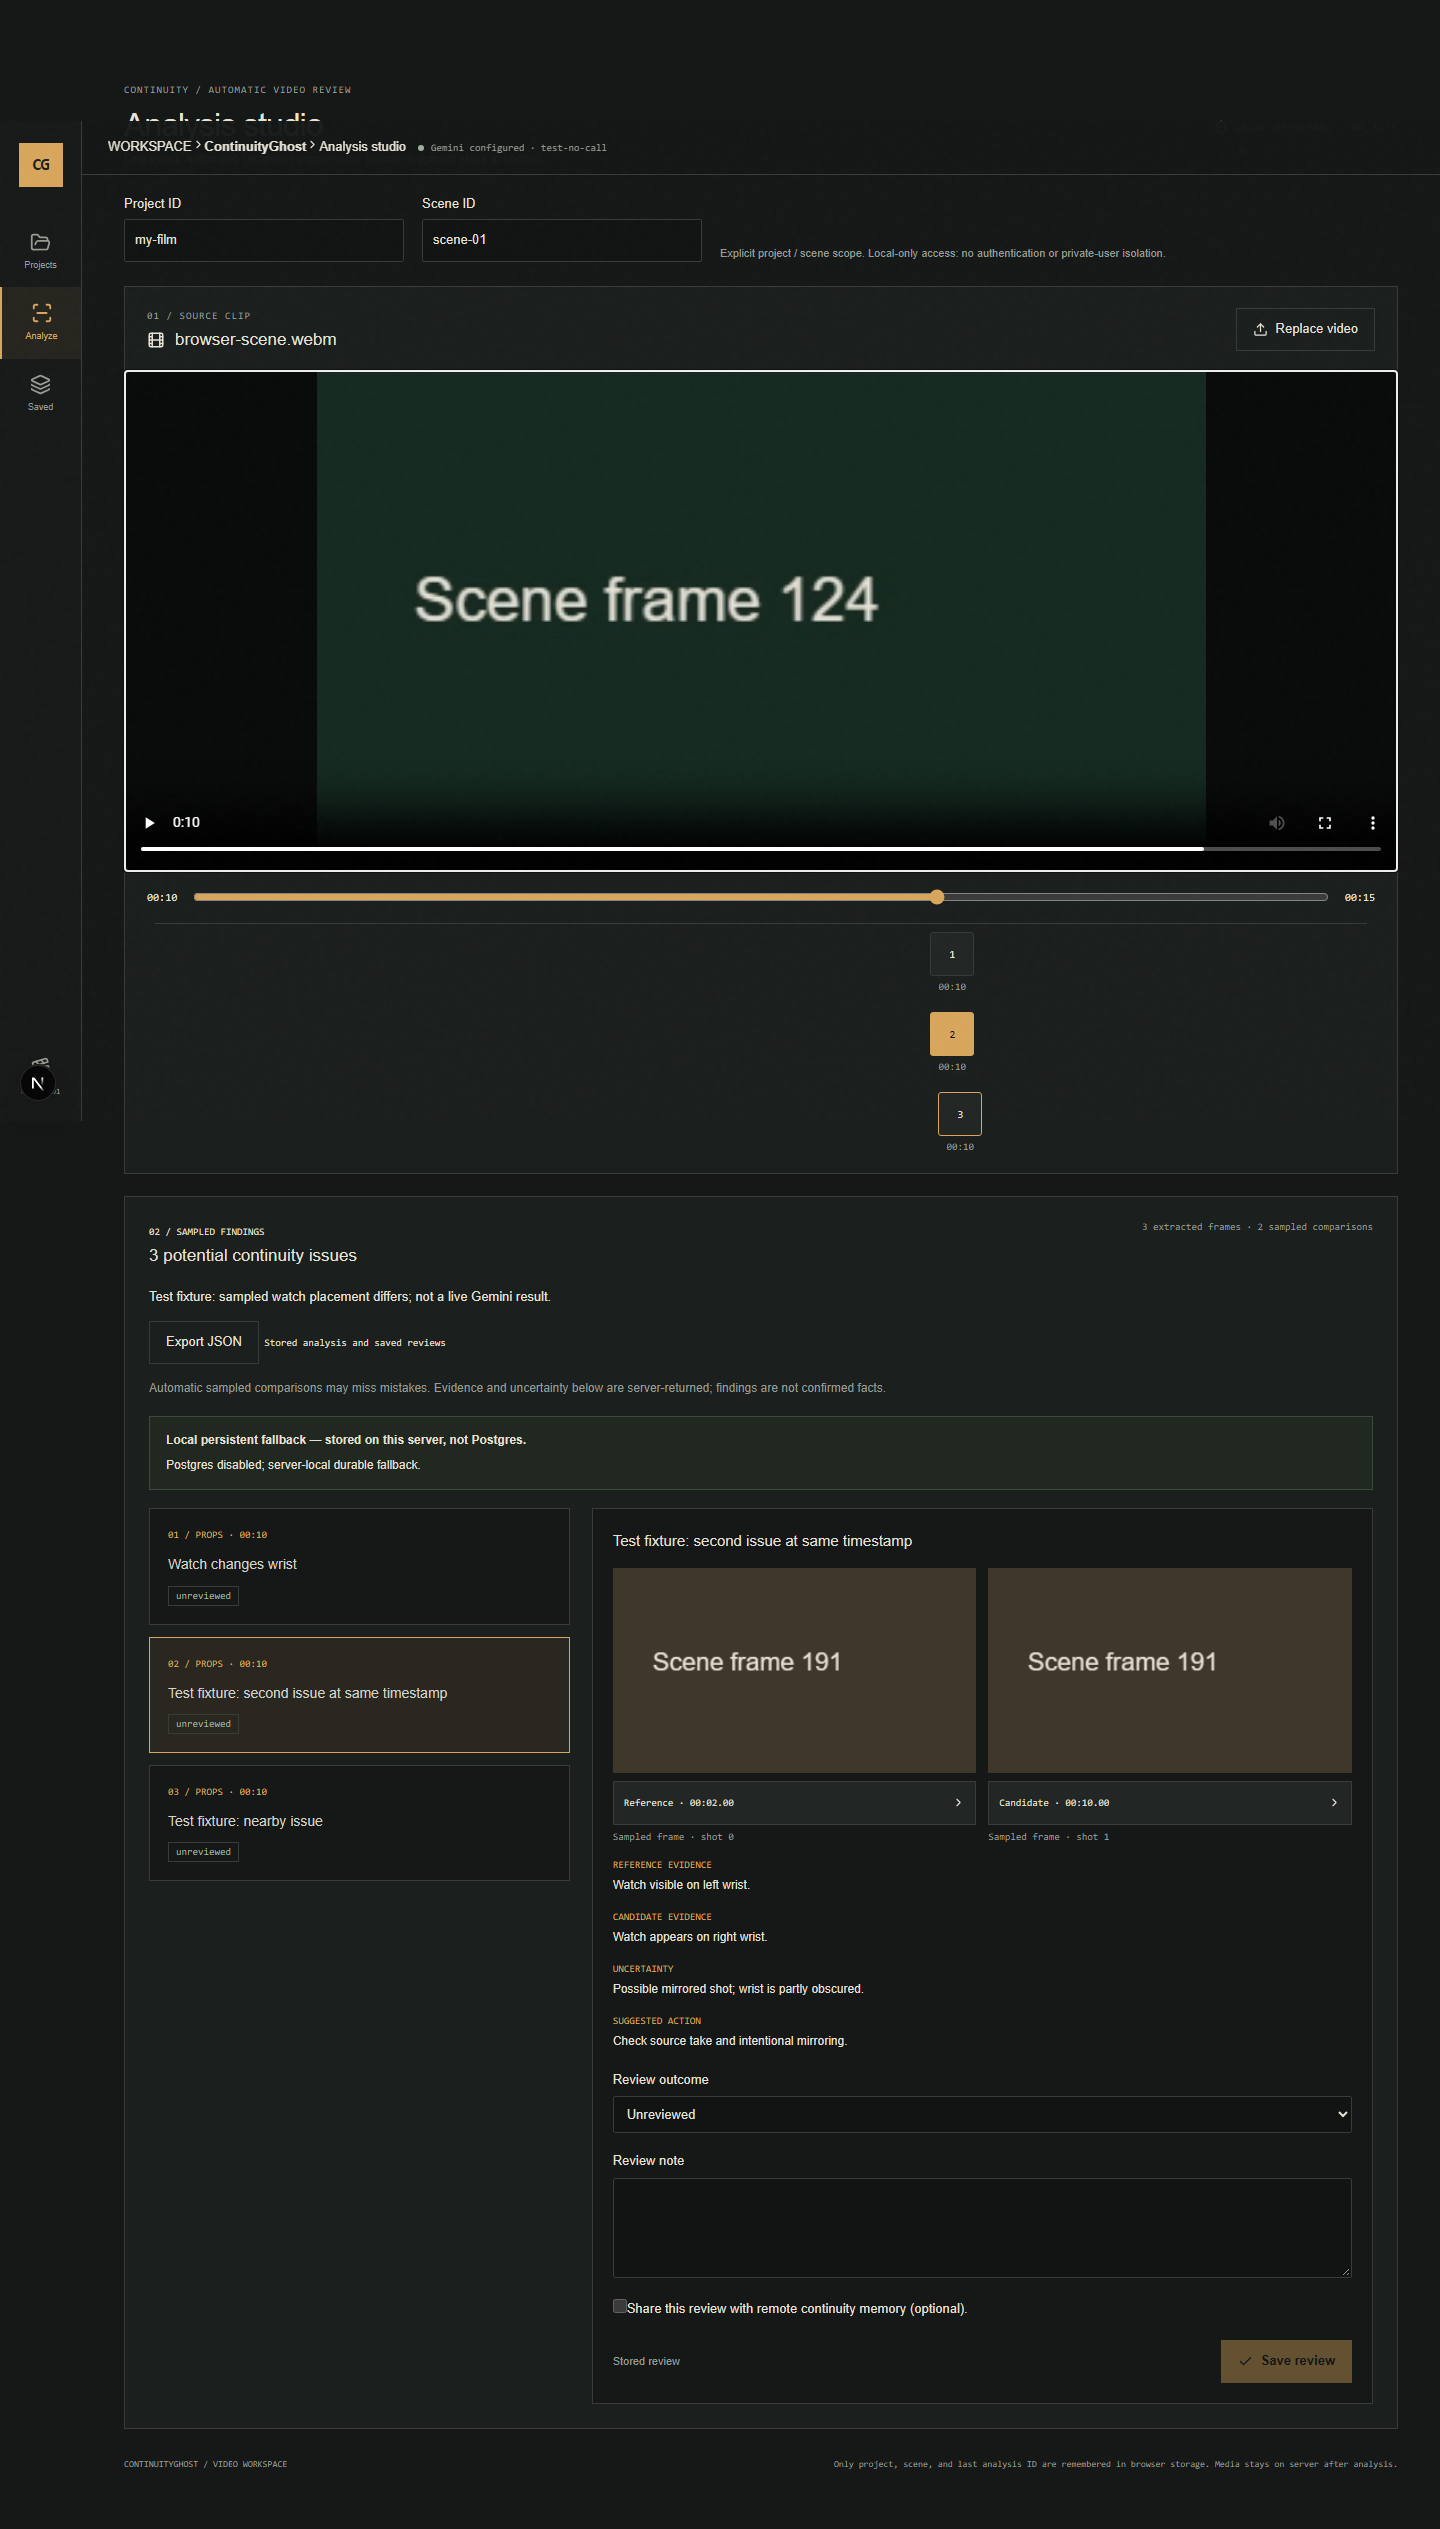 CONTINUITY / AUTOMATIC VIDEO REVIEW
Analysis studio
CG
WORKSPACE > ContinuityGhost > Analysis studio ● Gemini configured · test-no-call
Projects
Analyze
Saved
Project ID
Scene ID
my-film
scene-01
Explicit project / scene scope. Local-only access: no authentication or private-user isolation.
01 / SOURCE CLIP
browser-scene.webm
Replace video
Scene frame 124
0:10
00:10
00:15
1
00:10
2
00:10
3
00:10
N
02 / SAMPLED FINDINGS
3 extracted frames · 2 sampled comparisons
3 potential continuity issues
Test fixture: sampled watch placement differs; not a live Gemini result.
Export JSON
Stored analysis and saved reviews
Automatic sampled comparisons may miss mistakes. Evidence and uncertainty below are server-returned; findings are not confirmed facts.
Local persistent fallback — stored on this server, not Postgres.
Postgres disabled; server-local durable fallback.
01 / PROPS · 00:10
Watch changes wrist
unreviewed
02 / PROPS · 00:10
Test fixture: second issue at same timestamp
unreviewed
03 / PROPS · 00:10
Test fixture: nearby issue
unreviewed
Test fixture: second issue at same timestamp
Scene frame 191
Scene frame 191
Reference · 00:02.00
Candidate · 00:10.00
Sampled frame · shot 0
Sampled frame · shot 1
REFERENCE EVIDENCE
Watch visible on left wrist.
CANDIDATE EVIDENCE
Watch appears on right wrist.
UNCERTAINTY
Possible mirrored shot; wrist is partly obscured.
SUGGESTED ACTION
Check source take and intentional mirroring.
Review outcome
Unreviewed
Review note
Share this review with remote continuity memory (optional).
Stored review
Save review
CONTINUITYGHOST / VIDEO WORKSPACE
Only project, scene, and last analysis ID are remembered in browser storage. Media stays on server after analysis.